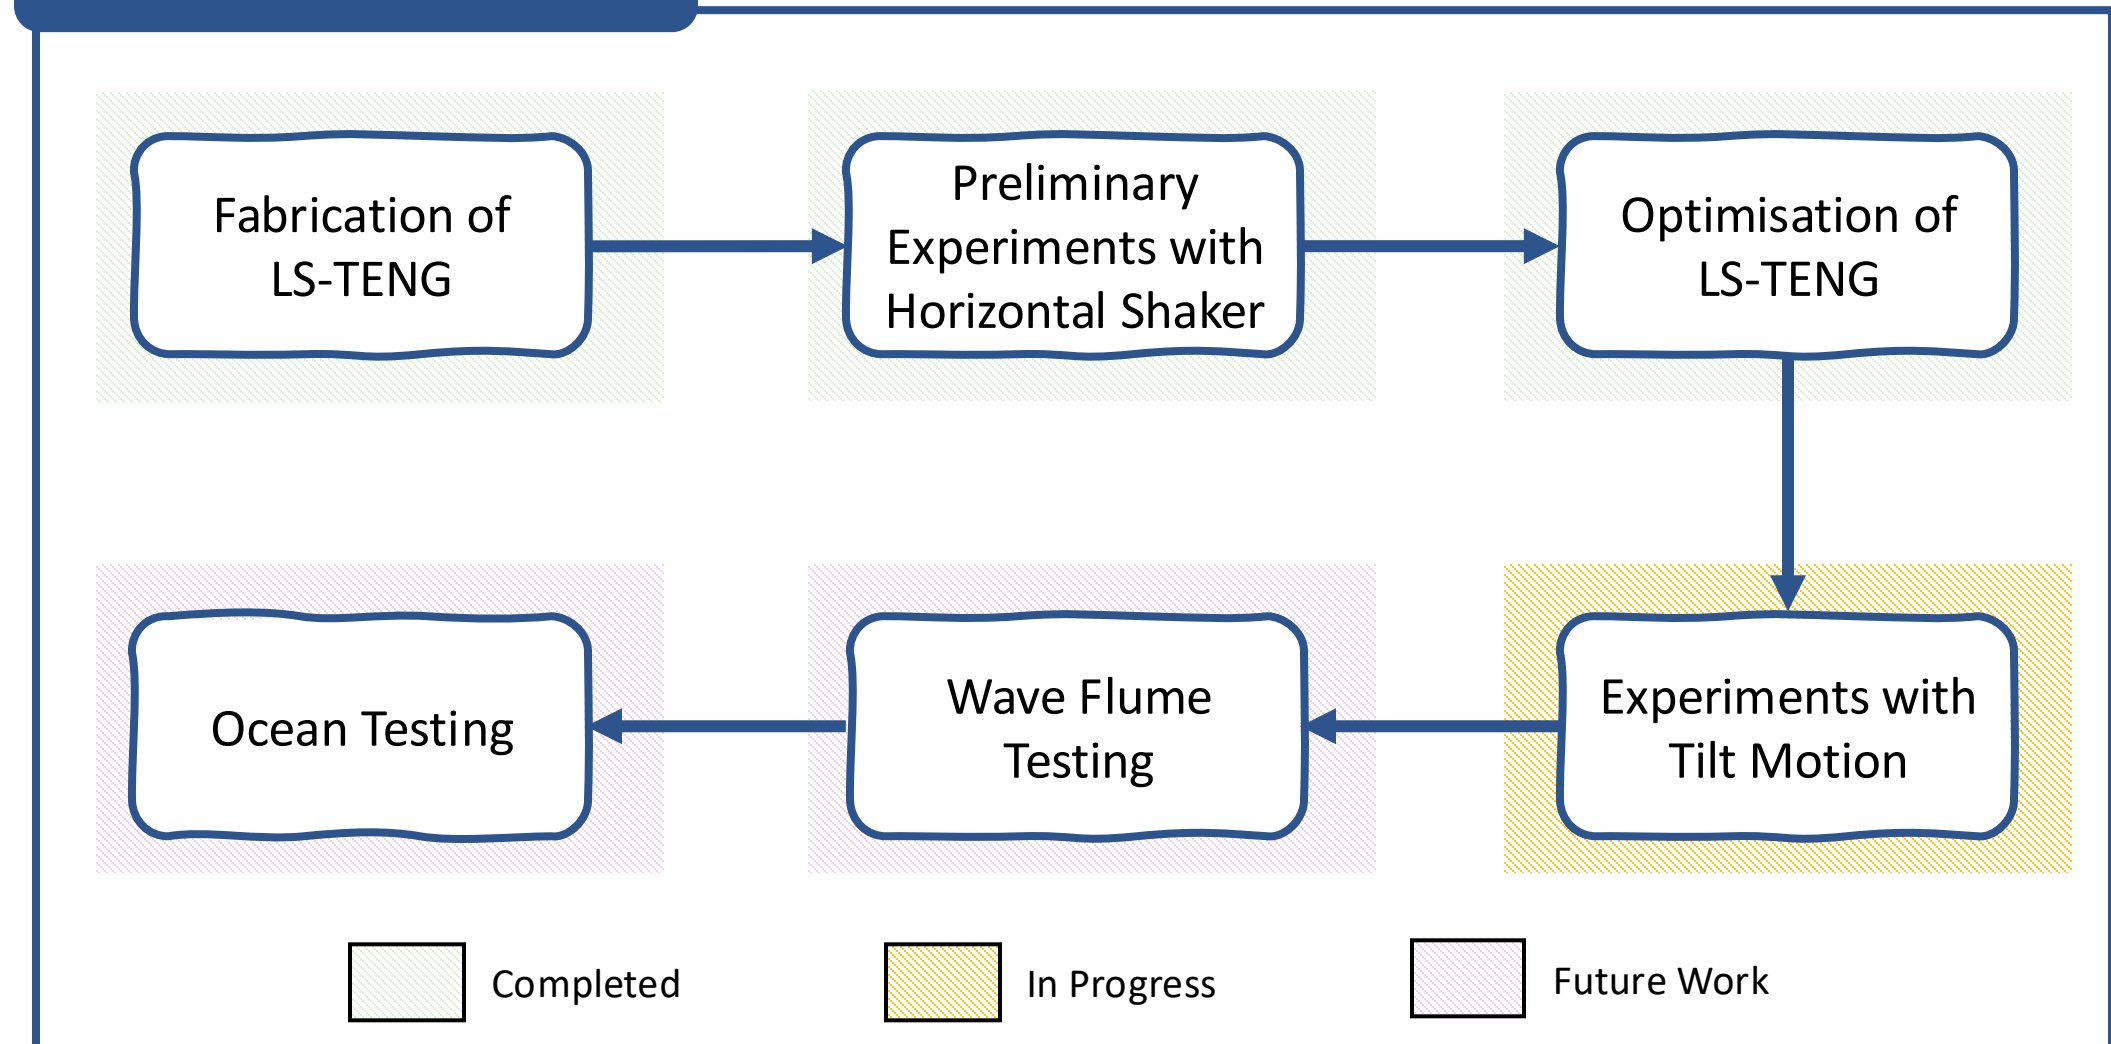 Fabrication of
LS-TENG
Preliminary
Experiments with
Horizontal Shaker
Optimisation of
LS-TENG
Experiments with
Tilt Motion
Wave Flume
Testing
Ocean Testing
Completed
In Progress
Future Work